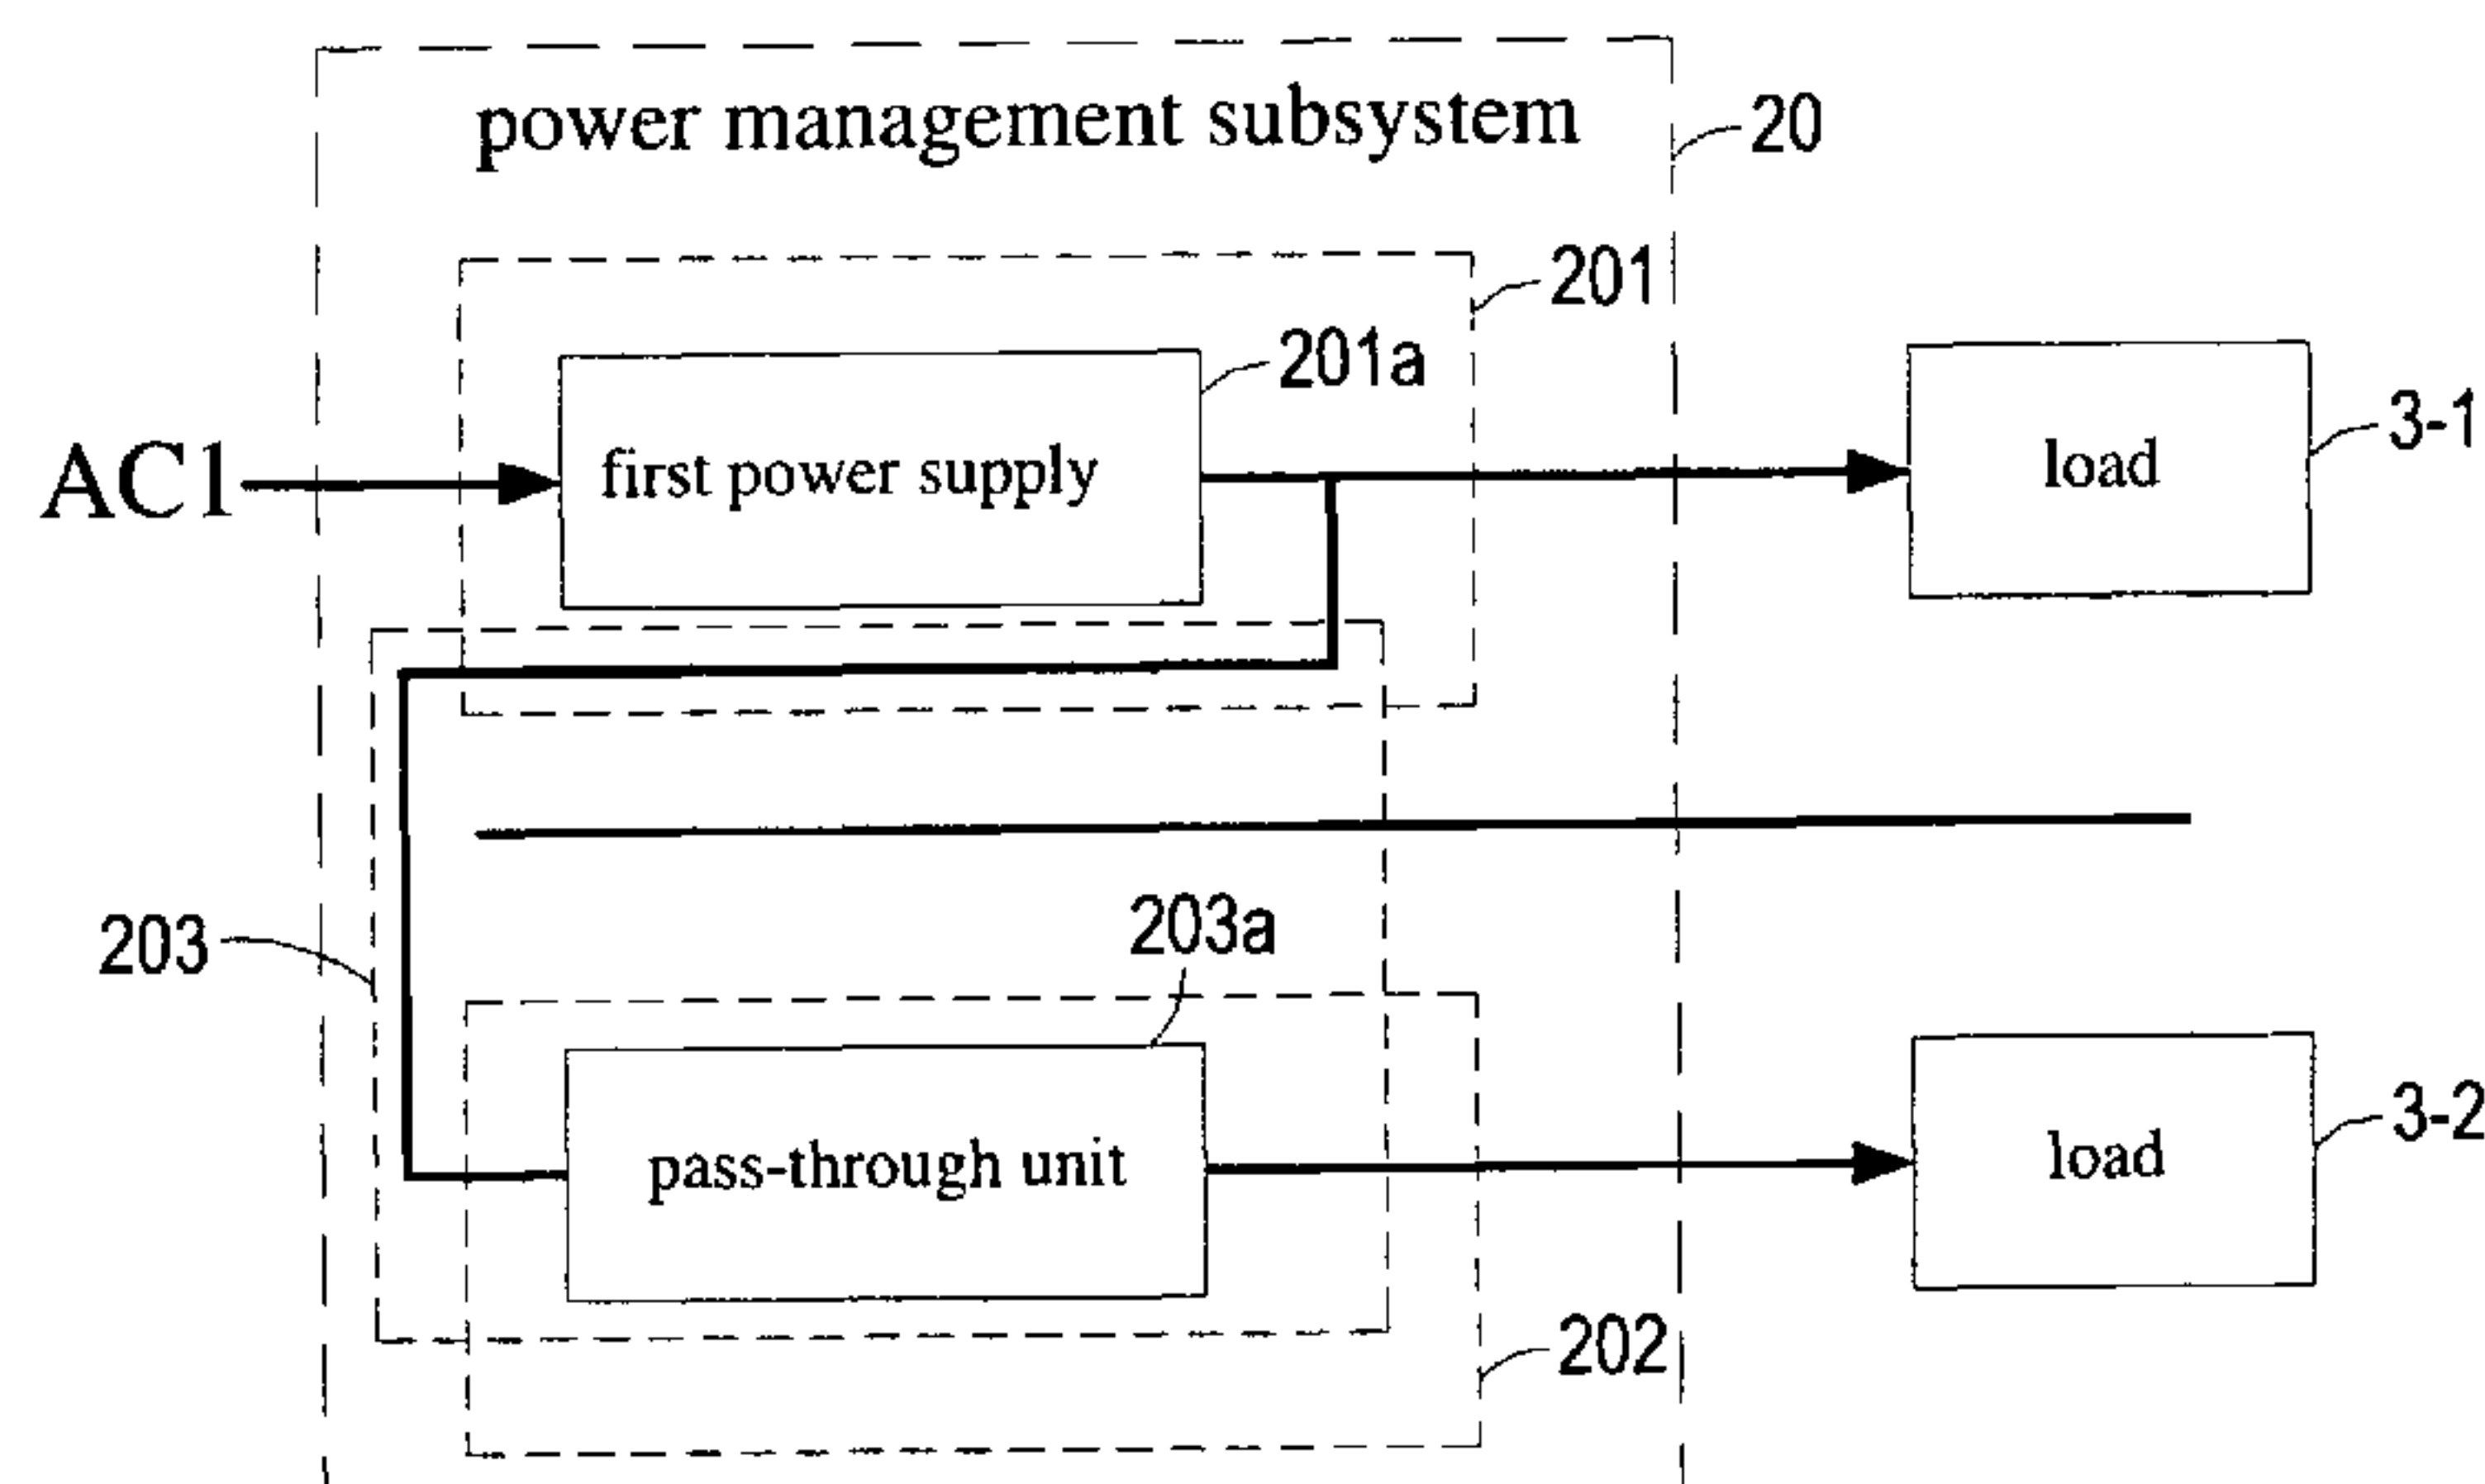 power management subsystem
20
201
201a
AC1
first power supply
load
3-1
203
203a
pass-through unit
load
3-2
202